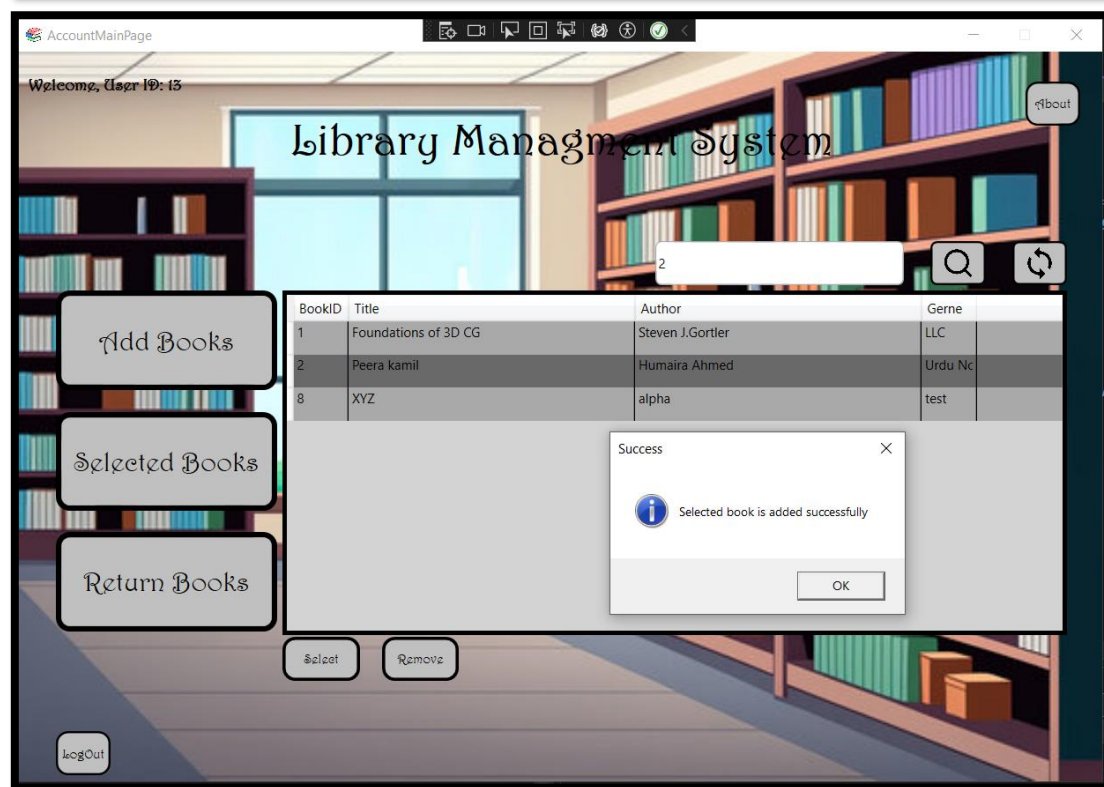 AccountMainPage
Welcome, User ID: 13
About
Library Managment System
2
BookID Title Author Gerne
1 Foundations of 3D CG Steven J.Gortler LLC
2 Peera kamil Humaira Ahmed Urdu Nc
8 XYZ alpha test
Add Books
Selected Books
Return Books
Success
Selected book is added successfully
OK
Select Remove
LogOut